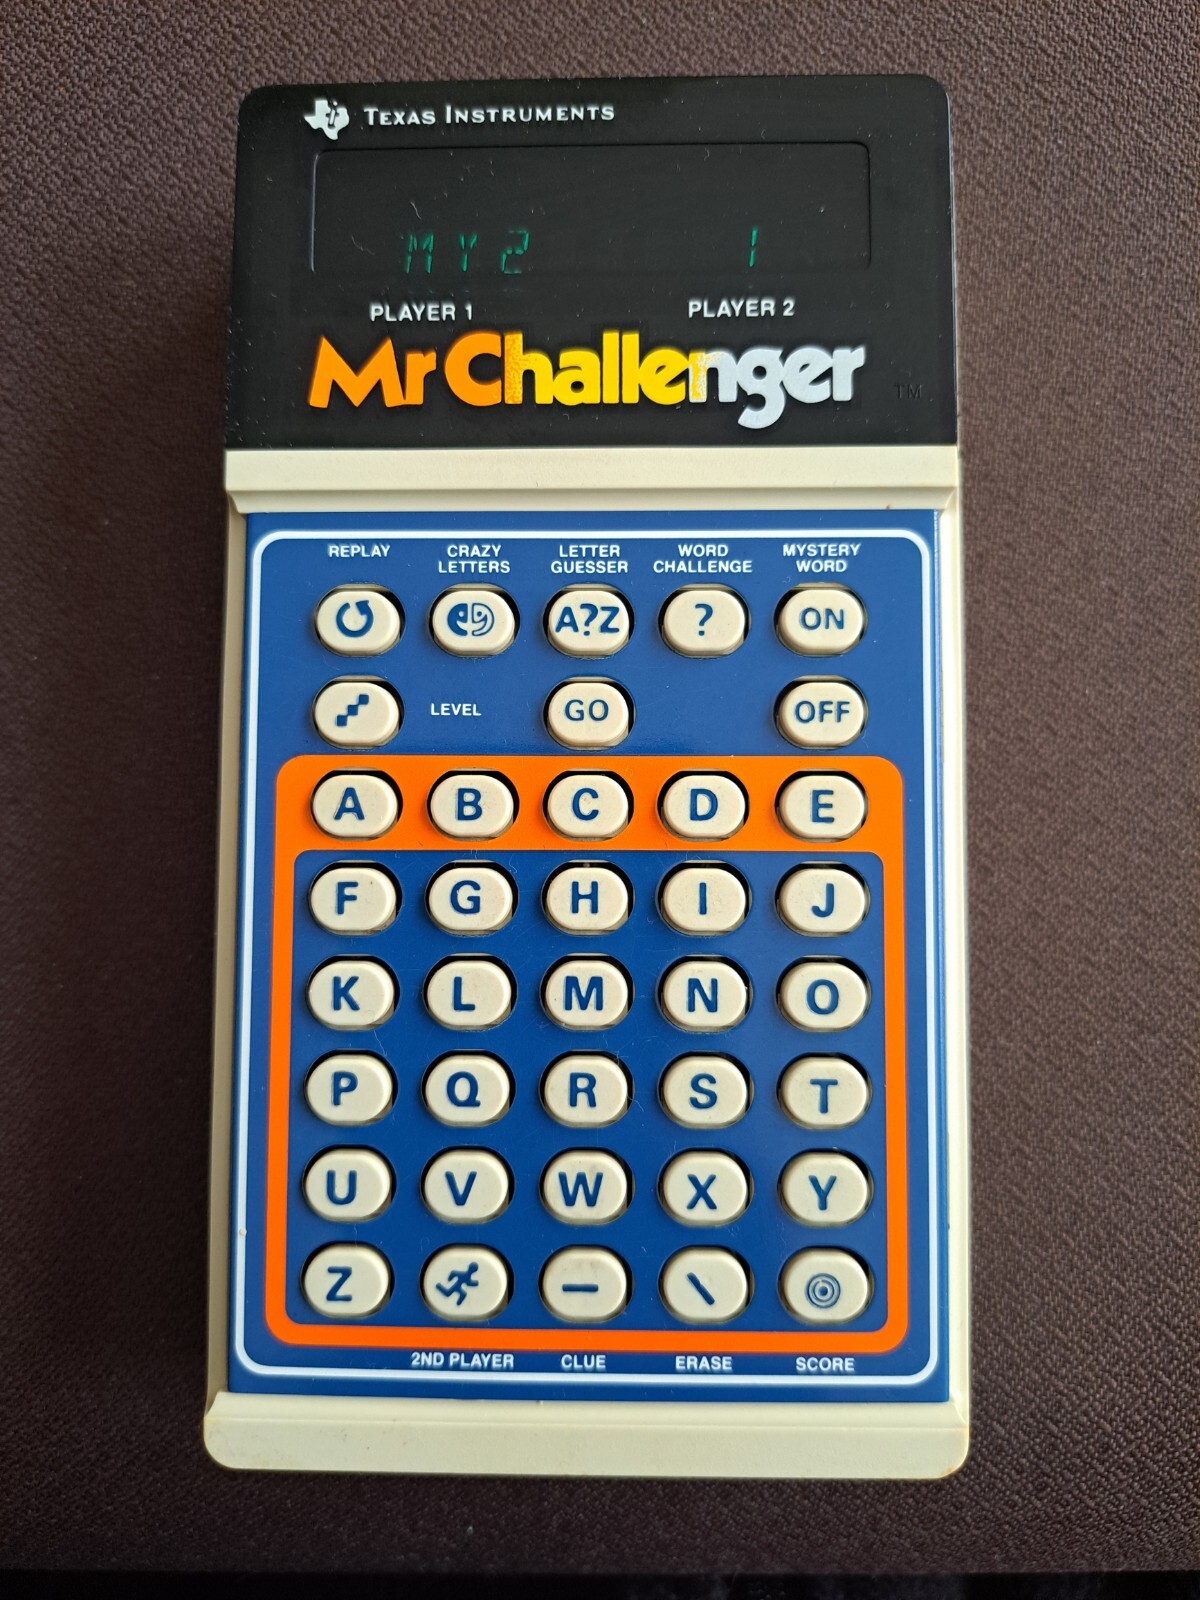 TEXAS INSTRUMENTS
MY2 1
PLAYER 1 PLAYER 2
Mr Challenger TM
REPLAY CRAZY LETTERS LETTER GUESSER WORD CHALLENGE MYSTERY WORD
A?Z ? ON
LEVEL GO OFF
A B C D E
F G H I J
K L M N O
P Q R S T
U V W X Y
Z — \
2ND PLAYER CLUE ERASE SCORE